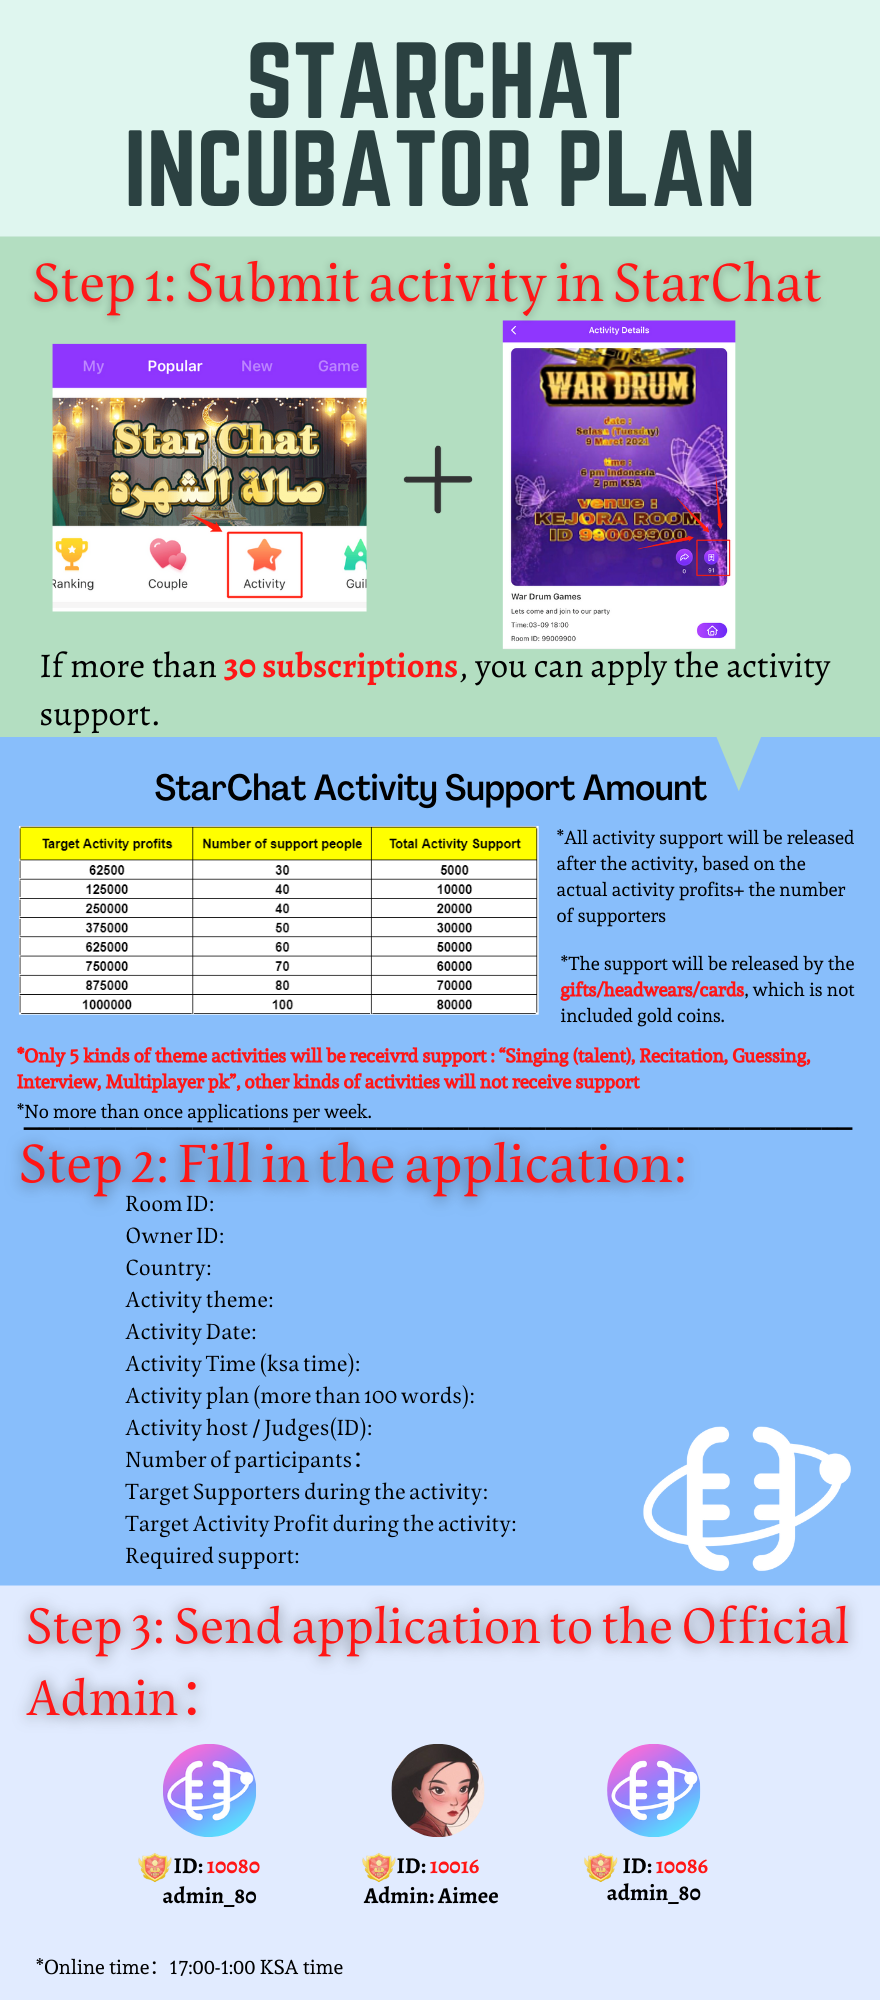 STARCHAT
INCUBATOR PLAN
Step 1: Submit activity in StarChat
My Popular New Game
Star Chat
صالة الشهرة
Ranking Couple Activity Guil
Activity Details
WAR DRUM
date :
Selasa (Tuesday)
9 Maret 2021
time :
6 pm Indonesia
2 pm KSA
venue :
KEJORA ROOM
ID 99009900
0 91
War Drum Games
Lets come and join to our party
Time:03-09 18:00
Room ID: 99009900
If more than 30 subscriptions, you can apply the activity
support.
StarChat Activity Support Amount
Target Activity profits Number of support people Total Activity Support
62500 30 5000
125000 40 10000
250000 40 20000
375000 50 30000
625000 60 50000
750000 70 60000
875000 80 70000
1000000 100 80000
*All activity support will be released
after the activity, based on the
actual activity profits+ the number
of supporters
*The support will be released by the
gifts/headwears/cards, which is not
included gold coins.
*Only 5 kinds of theme activities will be receivrd support : “Singing (talent), Recitation, Guessing,
Interview, Multiplayer pk”, other kinds of activities will not receive support
*No more than once applications per week.
Step 2: Fill in the application:
Room ID:
Owner ID:
Country:
Activity theme:
Activity Date:
Activity Time (ksa time):
Activity plan (more than 100 words):
Activity host / Judges(ID):
Number of participants：
Target Supporters during the activity:
Target Activity Profit during the activity:
Required support:
Step 3: Send application to the Official
Admin：
ID: 10080
admin_80
ID: 10016
Admin: Aimee
ID: 10086
admin_80
*Online time： 17:00-1:00 KSA time